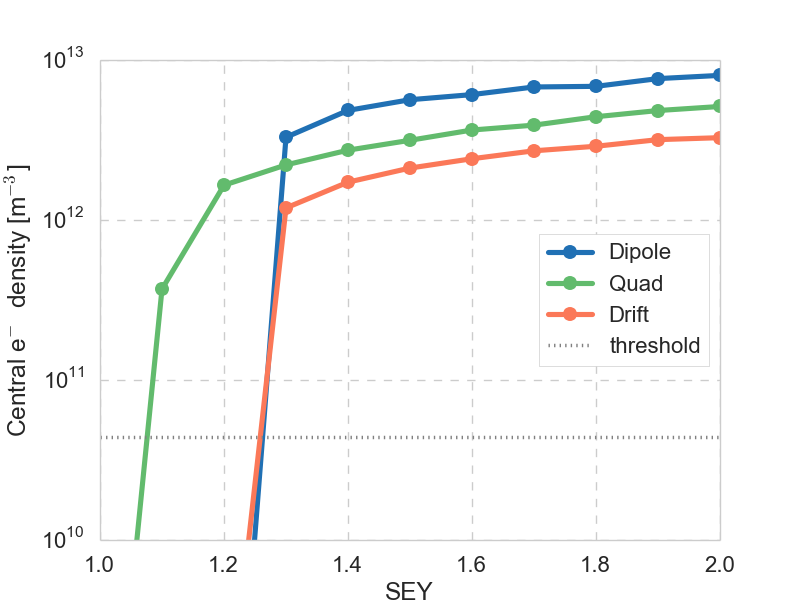 10¹³
10¹²
10¹¹
10¹⁰
Central e⁻ density [m⁻³]
Dipole
Quad
Drift
threshold
1.0 1.2 1.4 1.6 1.8 2.0
SEY